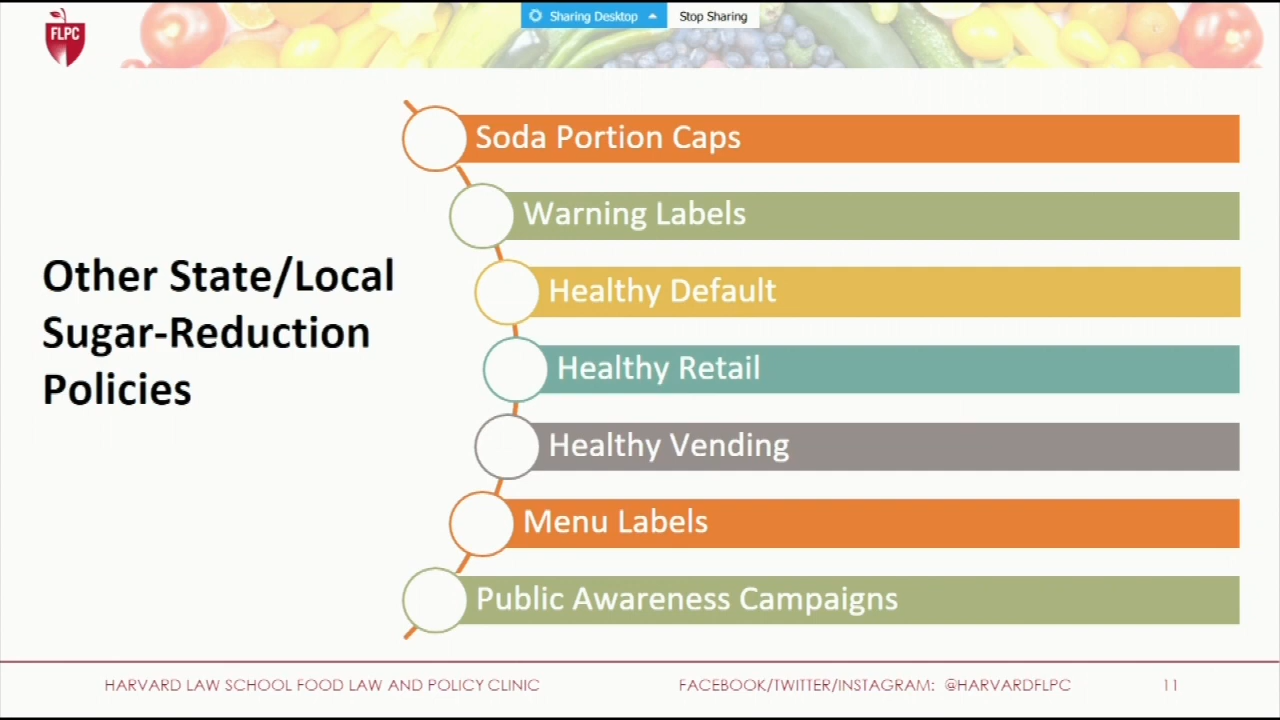 FLPC
Sharing Desktop
Stop Sharing
Other State/Local
Sugar-Reduction
Policies
Soda Portion Caps
Warning Labels
Healthy Default
Healthy Retail
Healthy Vending
Menu Labels
Public Awareness Campaigns
HARVARD LAW SCHOOL FOOD LAW AND POLICY CLINIC
FACEBOOK/TWITTER/INSTAGRAM: @HARVARDFLPC
11